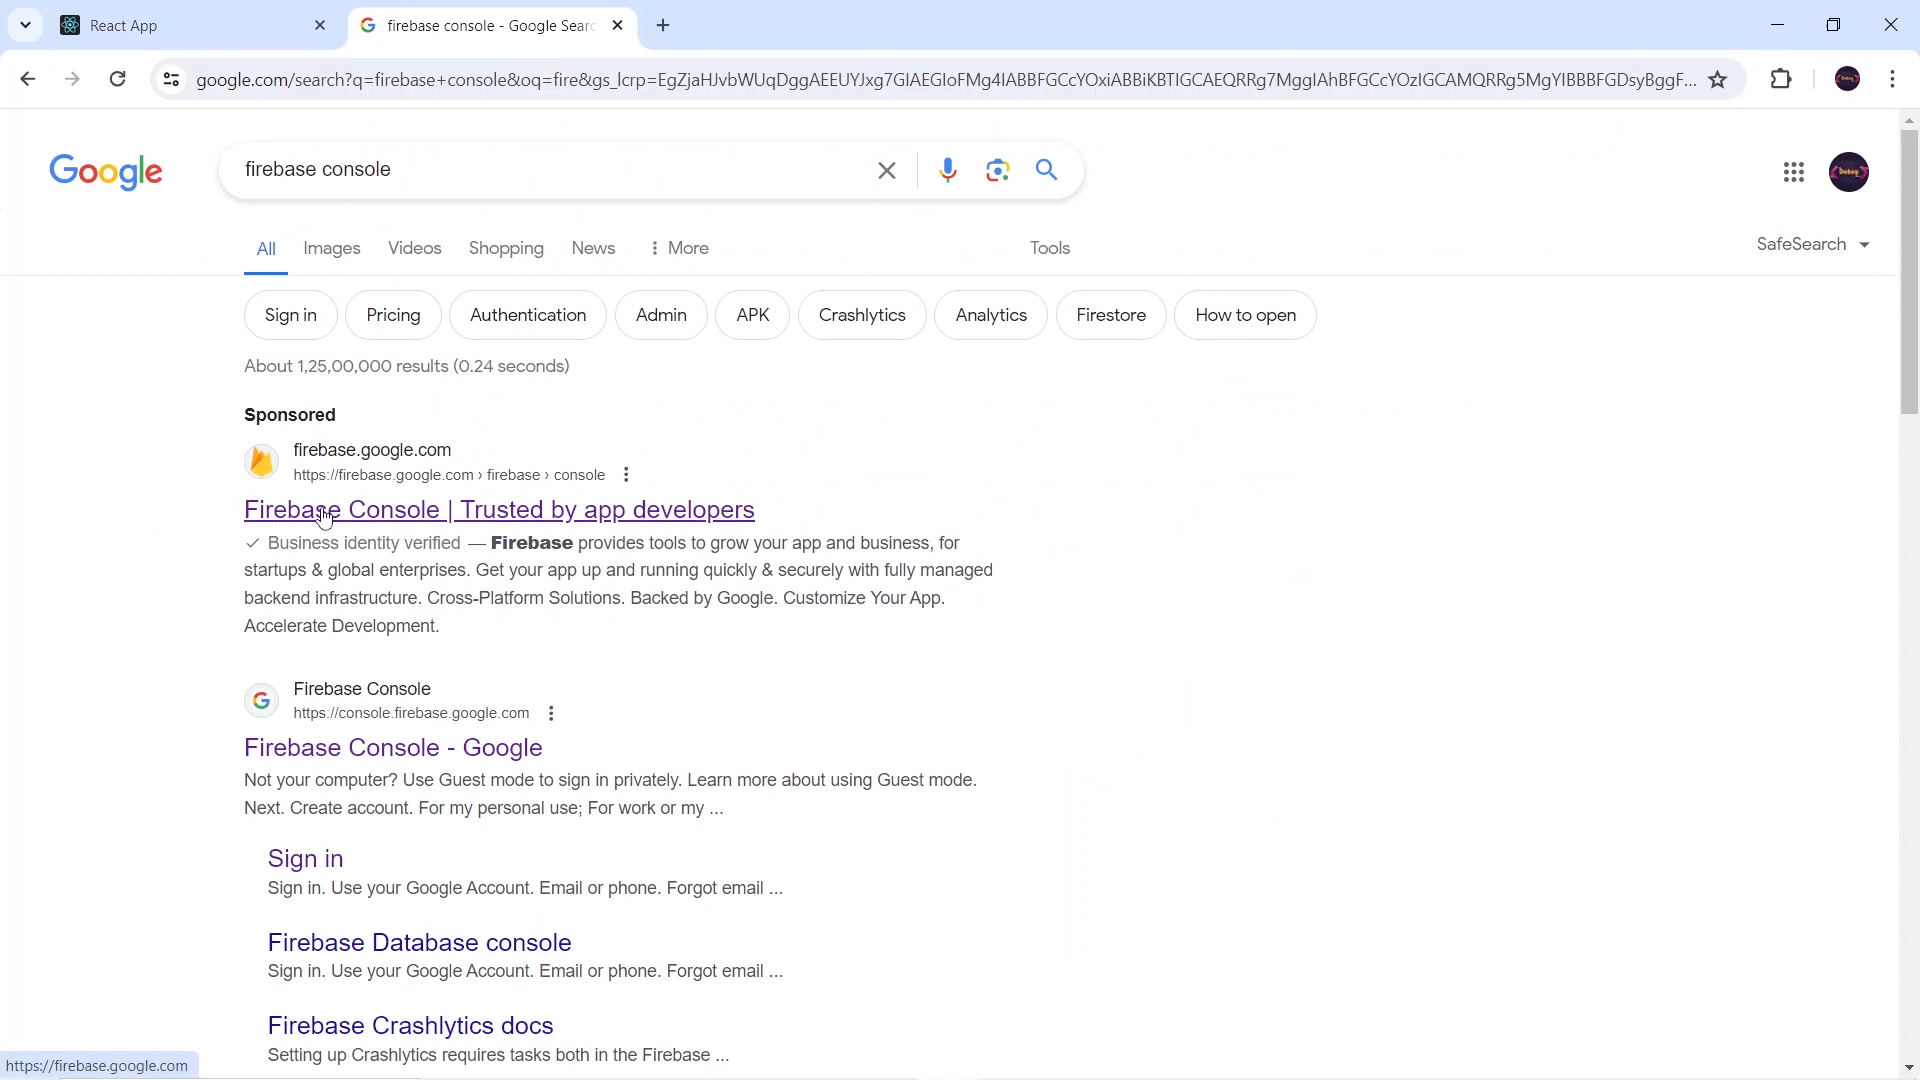 React App
firebase console - Google Sear
google.com/search?q=firebase+console&oq=fire&gs_lcrp=EgZjaHJvbWUqDggAEEUYJxg7GIAEGIoFMg4IABBFGCcYOxiABBiKBTIGCAEQRRg7MggIAhBFGCcYOzIGCAMQRRg5MgYIBBBFGDsyBggF...
Google
firebase console
All Images Videos Shopping News More Tools
SafeSearch
Sign in Pricing Authentication Admin APK Crashlytics Analytics Firestore How to open
About 1,25,00,000 results (0.24 seconds)
Sponsored
firebase.google.com
https://firebase.google.com › firebase › console
Firebase Console | Trusted by app developers
Business identity verified — Firebase provides tools to grow your app and business, for
startups & global enterprises. Get your app up and running quickly & securely with fully managed
backend infrastructure. Cross-Platform Solutions. Backed by Google. Customize Your App.
Accelerate Development.
Firebase Console
https://console.firebase.google.com
Firebase Console - Google
Not your computer? Use Guest mode to sign in privately. Learn more about using Guest mode.
Next. Create account. For my personal use; For work or my ...
Sign in
Sign in. Use your Google Account. Email or phone. Forgot email ...
Firebase Database console
Sign in. Use your Google Account. Email or phone. Forgot email ...
Firebase Crashlytics docs
Setting up Crashlytics requires tasks both in the Firebase ...
https://firebase.google.com